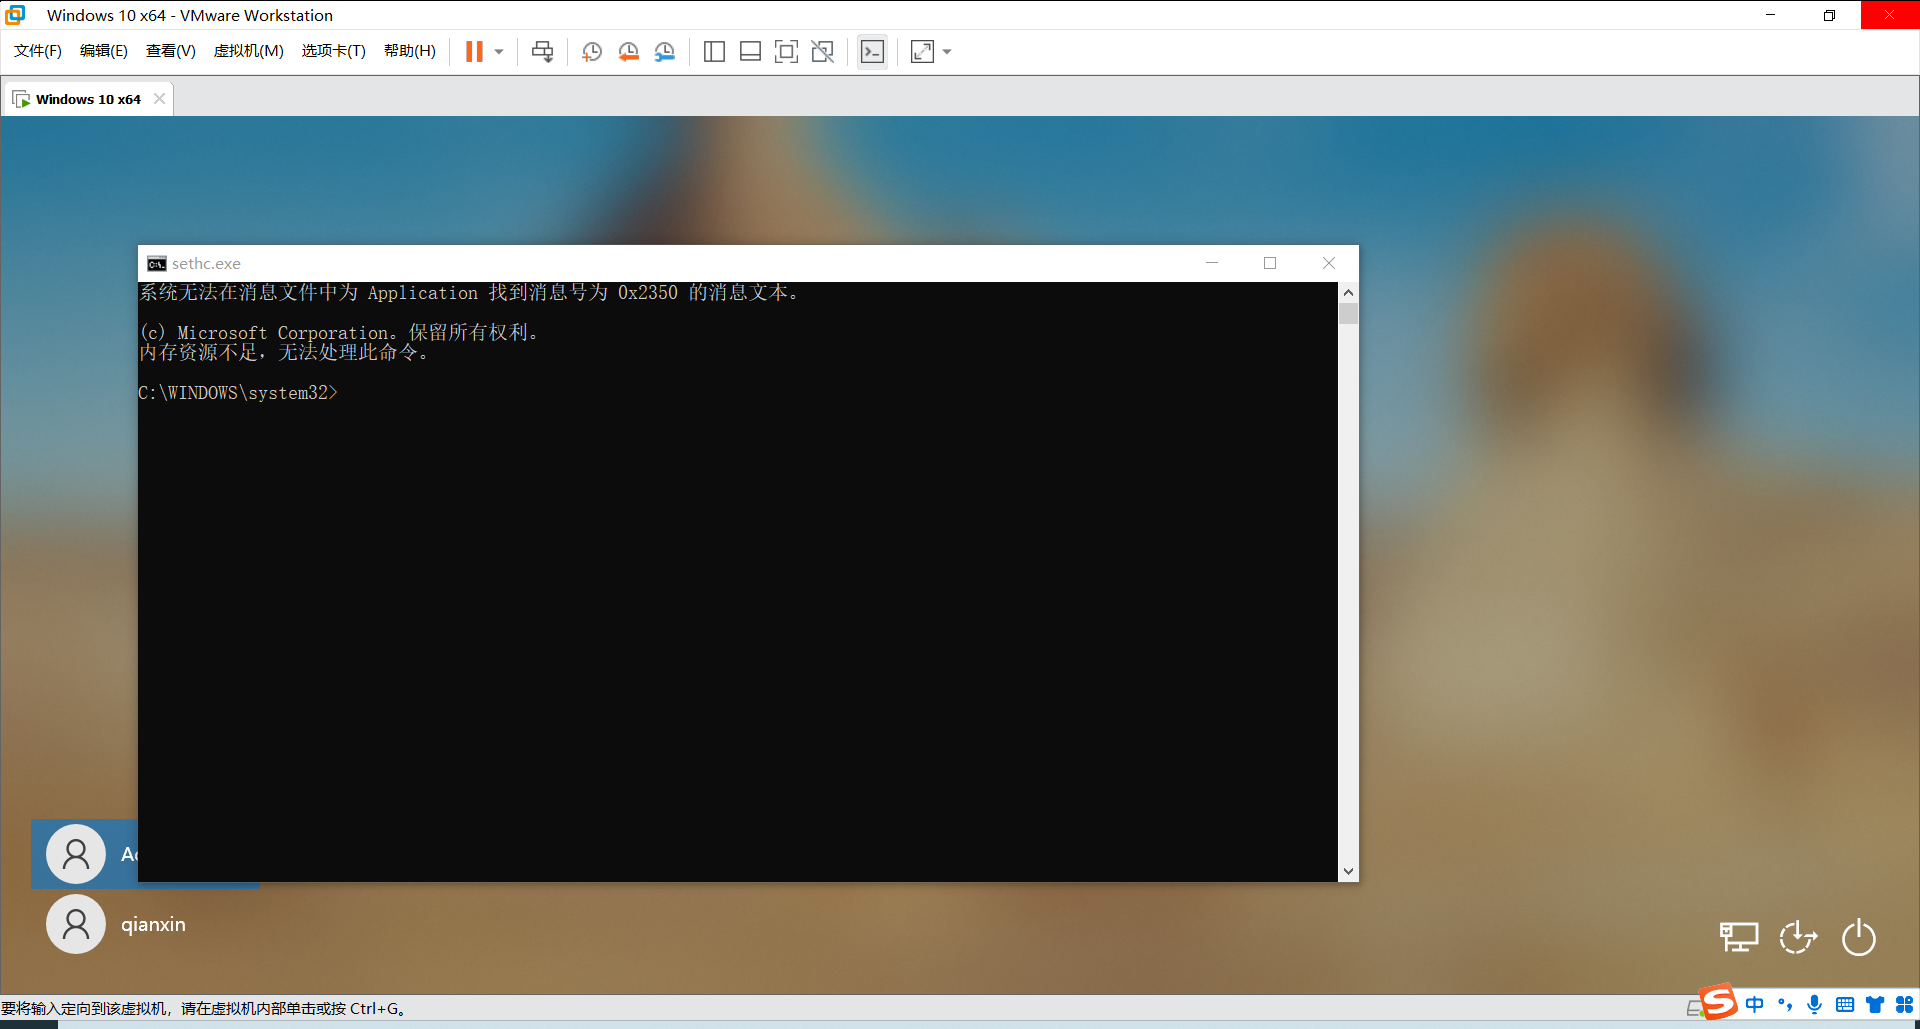 Windows 10 x64 - VMware Workstation
文件(F) 编辑(E) 查看(V) 虚拟机(M) 选项卡(T) 帮助(H)
Windows 10 x64
sethc.exe
系统无法在消息文件中为 Application 找到消息号为 0x2350 的消息文本。
(c) Microsoft Corporation。保留所有权利。
内存资源不足，无法处理此命令。
C:\WINDOWS\system32>
qianxin
要将输入定向到该虚拟机，请在虚拟机内部单击或按 Ctrl+G。
中